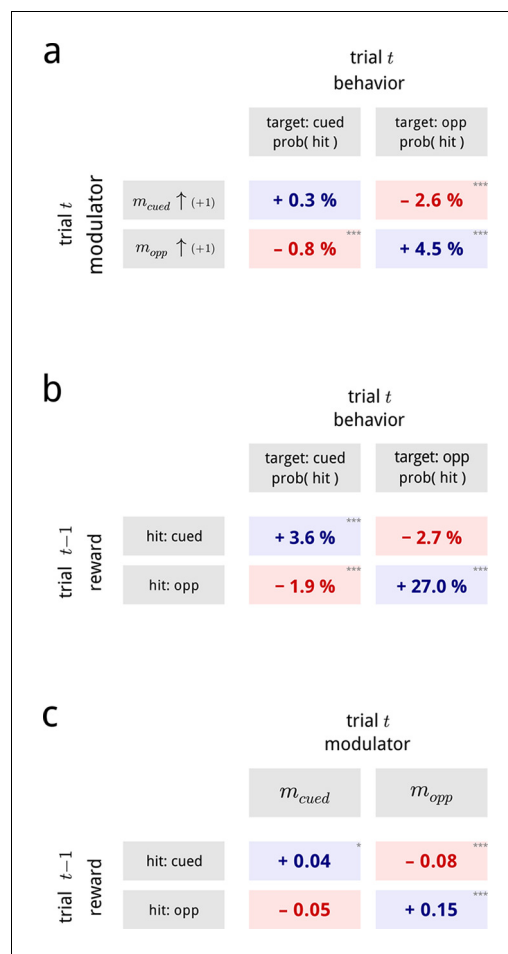 a
trial t
behavior
target: cued
prob( hit )
target: opp
prob( hit )
trial t
modulator
m_cued ↑ (+1)
+ 0.3 %
– 2.6 %
***
m_opp ↑ (+1)
– 0.8 %
***
+ 4.5 %
***
b
trial t
behavior
target: cued
prob( hit )
target: opp
prob( hit )
trial t−1
reward
hit: cued
+ 3.6 %
***
– 2.7 %
hit: opp
– 1.9 %
***
+ 27.0 %
***
c
trial t
modulator
m_cued
m_opp
trial t−1
reward
hit: cued
+ 0.04
*
– 0.08
***
hit: opp
– 0.05
+ 0.15
***